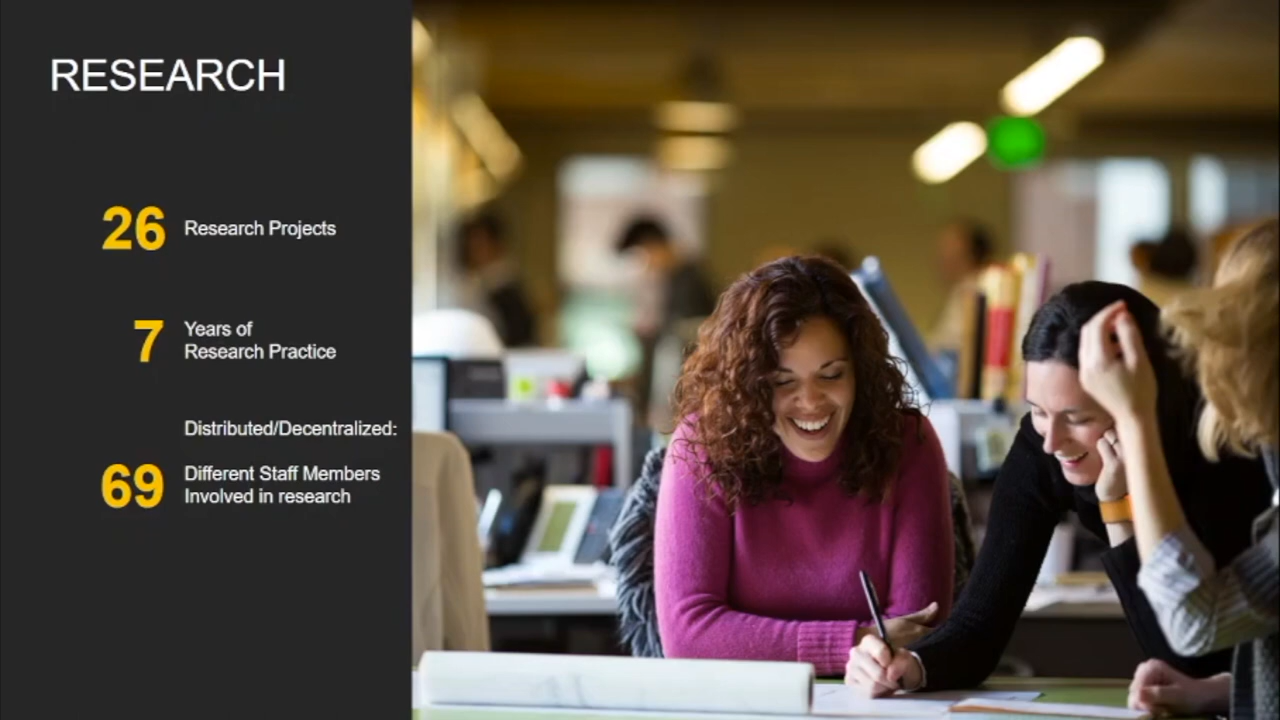 RESEARCH
26 Research Projects
7 Years of
Research Practice
Distributed/Decentralized:
69 Different Staff Members
Involved in research